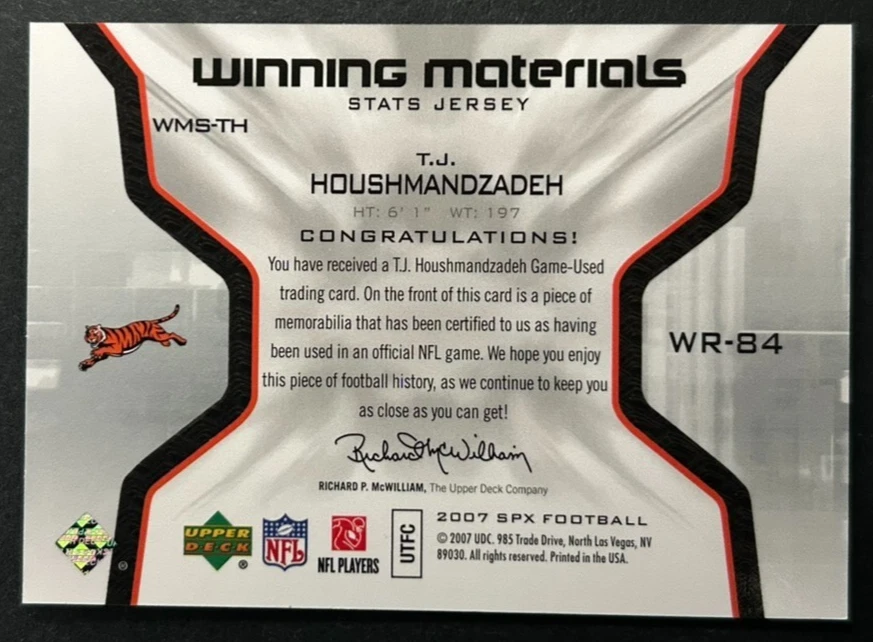 winning materials
STATS JERSEY
WMS-TH
T.J.
HOUSHMANDZADEH
HT: 6' 1" WT: 197
CONGRATULATIONS!
You have received a T.J. Houshmandzadeh Game-Used
trading card. On the front of this card is a piece of
memorabilia that has been certified to us as having
been used in an official NFL game. We hope you enjoy
this piece of football history, as we continue to keep you
as close as you can get!
WR-84
Richard McWilliam
RICHARD P. McWILLIAM, The Upper Deck Company
UPPER
DECK
®
NFL
NFL PLAYERS
UTFC
2007 SPX FOOTBALL
© 2007 UDC. 985 Trade Drive, North Las Vegas, NV
89030. All rights reserved. Printed in the USA.
®